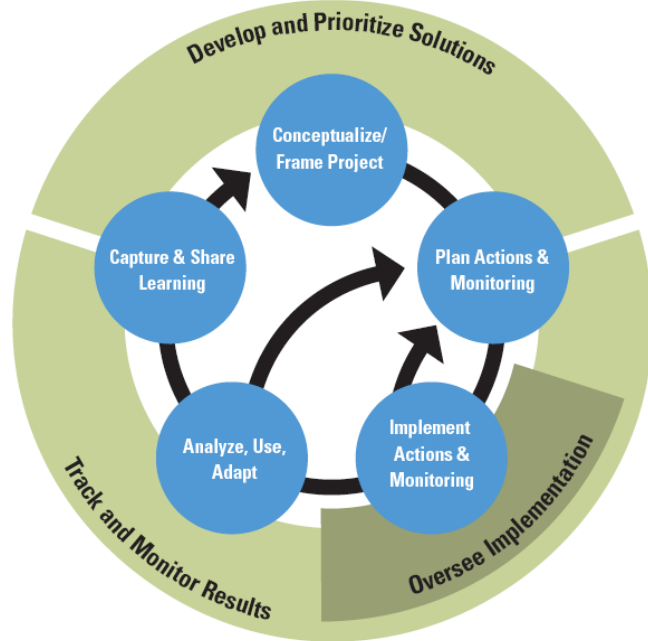 Develop and Prioritize Solutions
Conceptualize/
Frame Project
Capture & Share
Learning
Plan Actions &
Monitoring
Analyze, Use,
Adapt
Implement
Actions &
Monitoring
Track and Monitor Results
Oversee Implementation